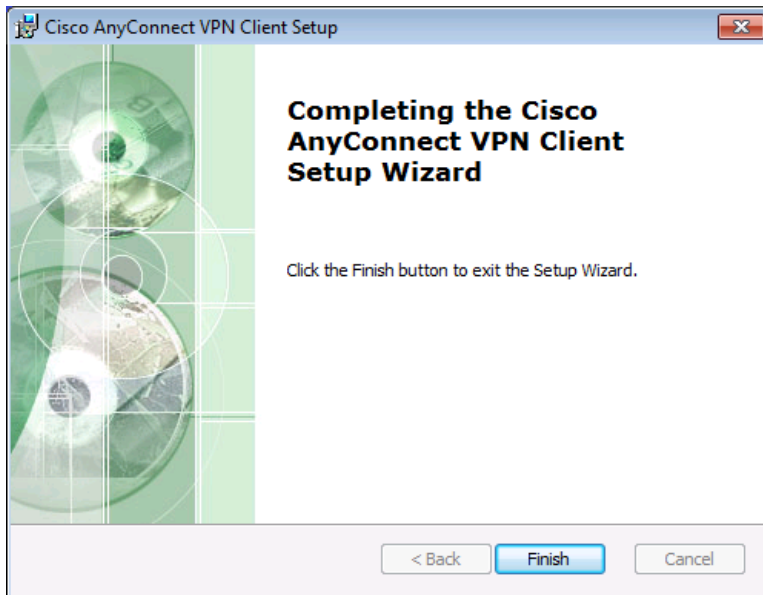 Cisco AnyConnect VPN Client Setup
Completing the Cisco
AnyConnect VPN Client
Setup Wizard
Click the Finish button to exit the Setup Wizard.
< Back
Finish
Cancel